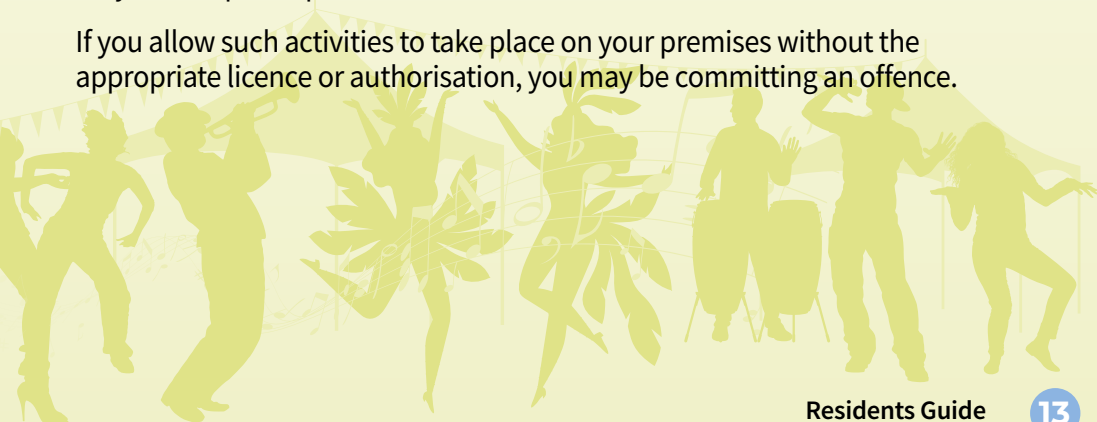 If you allow such activities to take place on your premises without the
appropriate licence or authorisation, you may be committing an offence.
Residents Guide
13